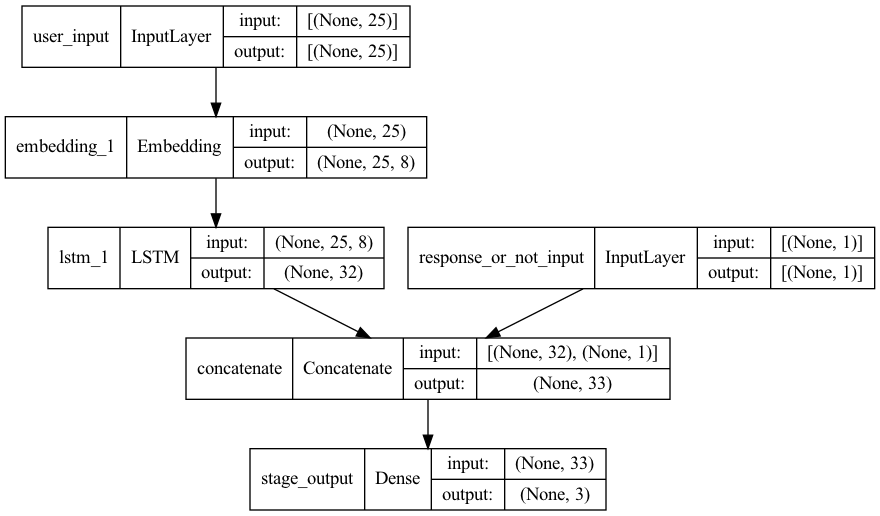 user_input InputLayer input: [(None, 25)]
output: [(None, 25)]
embedding_1 Embedding input: (None, 25)
output: (None, 25, 8)
lstm_1 LSTM input: (None, 25, 8)
output: (None, 32)
response_or_not_input InputLayer input: [(None, 1)]
output: [(None, 1)]
concatenate Concatenate input: [(None, 32), (None, 1)]
output: (None, 33)
stage_output Dense input: (None, 33)
output: (None, 3)